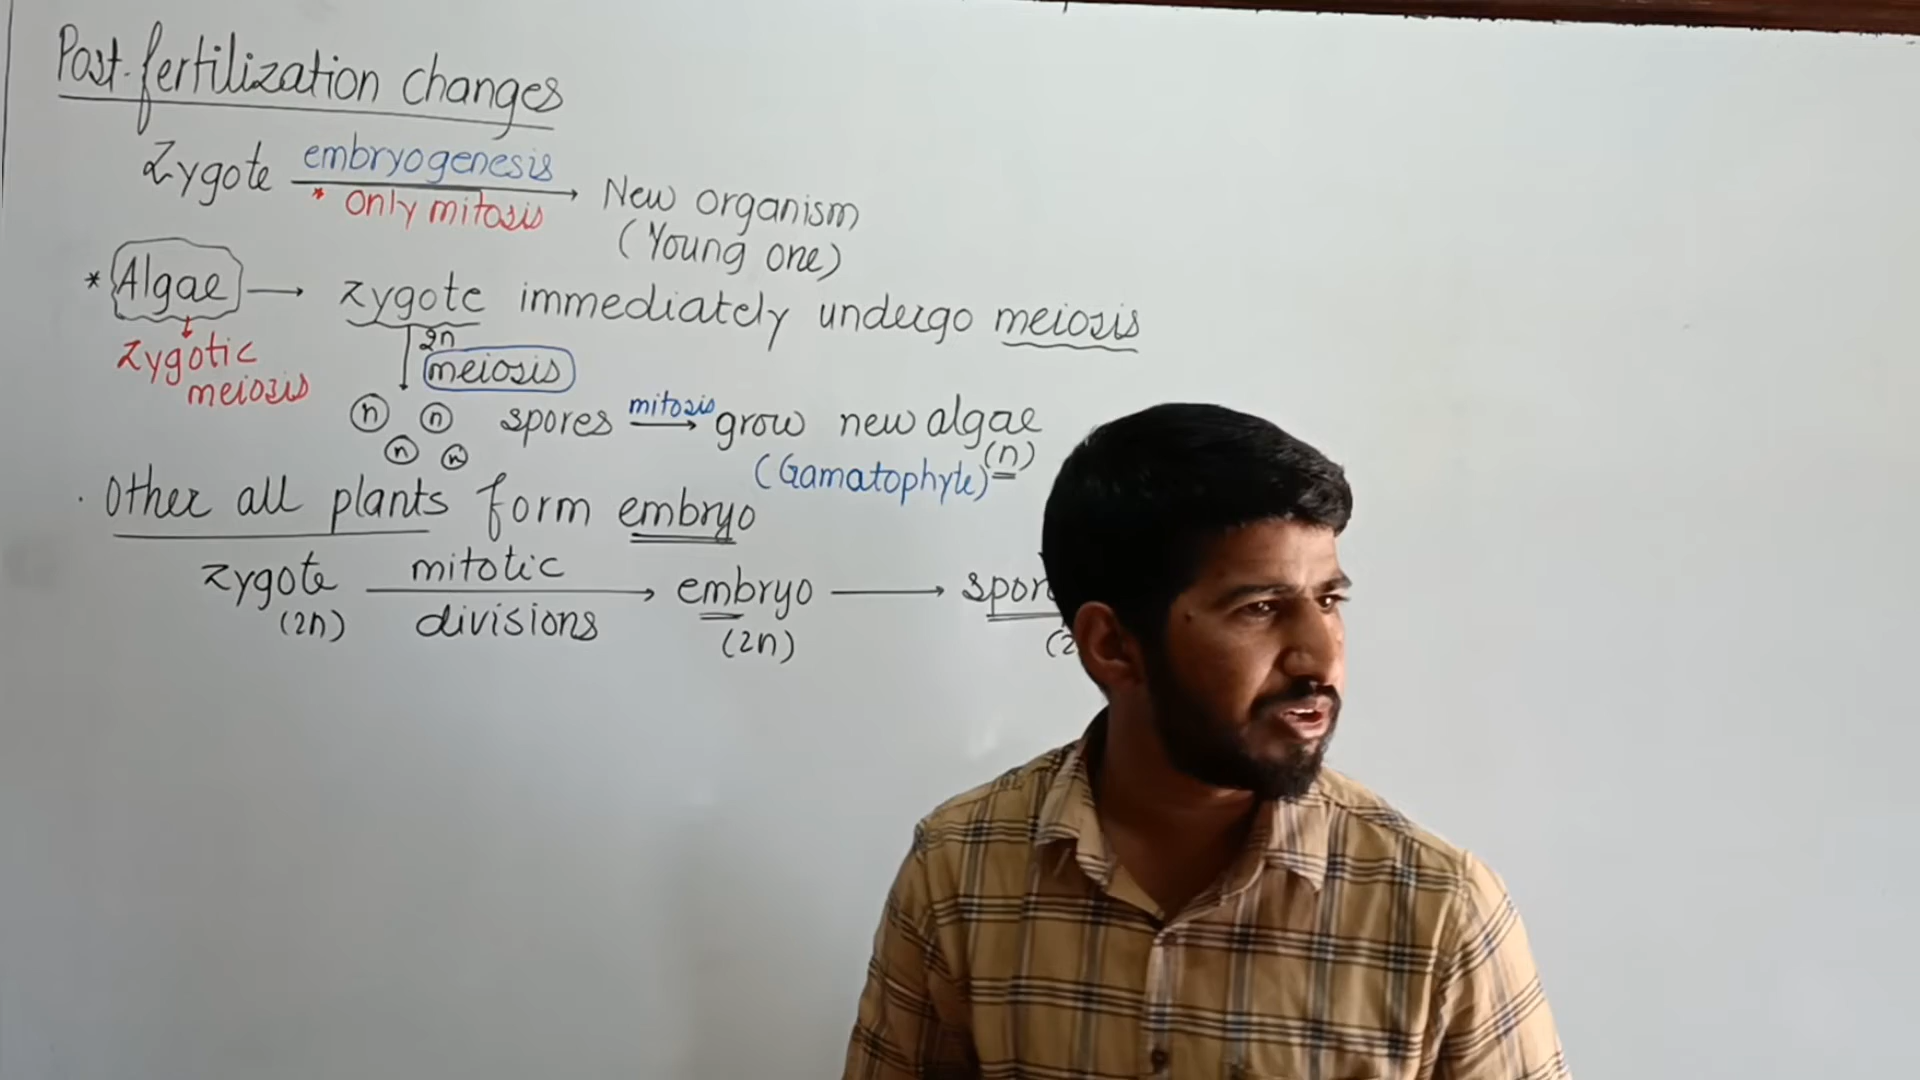 Post-fertilization changes
Zygote embryogenesis New organism
* only mitosis
(Young one)
* Algae → zygote immediately undergo meiosis
zygotic meiosis
2n
meiosis
n n spores mitosis → grow new algae
n n
(n)
(Gamatophyte)
· Other all plants form embryo
zygote mitotic → embryo →
(2n) divisions (2n)